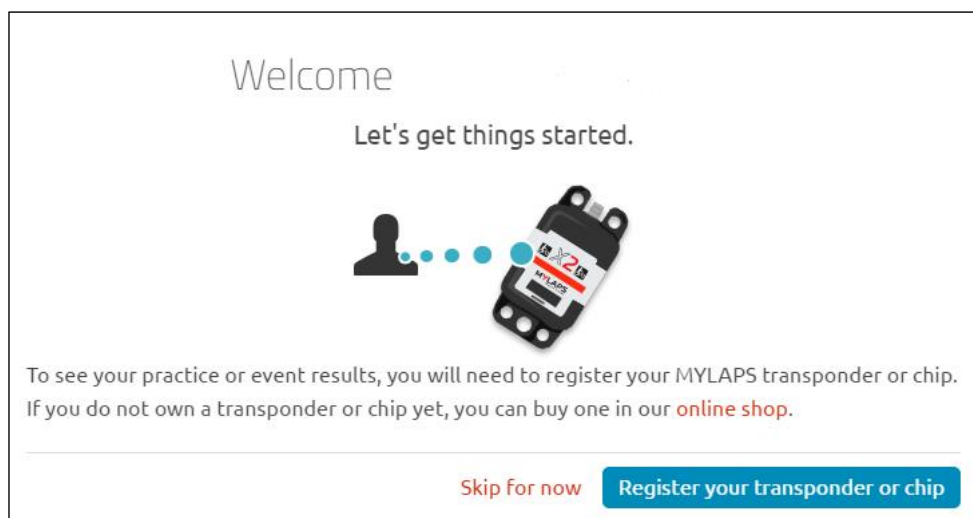 Welcome
Let's get things started.
X2
MYLAPS
To see your practice or event results, you will need to register your MYLAPS transponder or chip.
If you do not own a transponder or chip yet, you can buy one in our online shop.
Skip for now
Register your transponder or chip